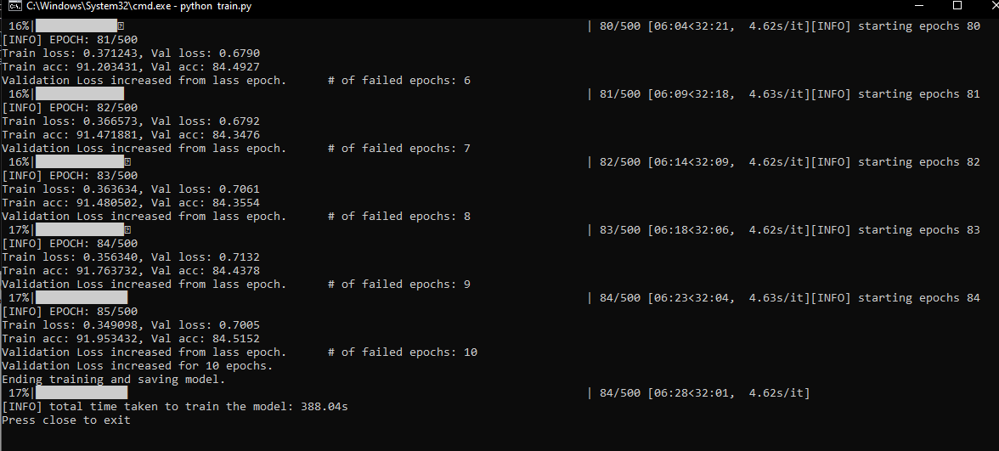 C:\Windows\System32\cmd.exe - python train.py
16%| | 80/500 [06:04<32:21, 4.62s/it][INFO] starting epochs 80
[INFO] EPOCH: 81/500
Train loss: 0.371243, Val loss: 0.6790
Train acc: 91.203431, Val acc: 84.4927
Validation Loss increased from lass epoch. # of failed epochs: 6
16%| | 81/500 [06:09<32:18, 4.63s/it][INFO] starting epochs 81
[INFO] EPOCH: 82/500
Train loss: 0.366573, Val loss: 0.6792
Train acc: 91.471881, Val acc: 84.3476
Validation Loss increased from lass epoch. # of failed epochs: 7
16%| | 82/500 [06:14<32:09, 4.62s/it][INFO] starting epochs 82
[INFO] EPOCH: 83/500
Train loss: 0.363634, Val loss: 0.7061
Train acc: 91.480502, Val acc: 84.3554
Validation Loss increased from lass epoch. # of failed epochs: 8
17%| | 83/500 [06:18<32:06, 4.62s/it][INFO] starting epochs 83
[INFO] EPOCH: 84/500
Train loss: 0.356340, Val loss: 0.7132
Train acc: 91.763732, Val acc: 84.4378
Validation Loss increased from lass epoch. # of failed epochs: 9
17%| | 84/500 [06:23<32:04, 4.63s/it][INFO] starting epochs 84
[INFO] EPOCH: 85/500
Train loss: 0.349098, Val loss: 0.7005
Train acc: 91.953432, Val acc: 84.5152
Validation Loss increased from lass epoch. # of failed epochs: 10
Validation Loss increased for 10 epochs.
Ending training and saving model.
17%| | 84/500 [06:28<32:01, 4.62s/it]
[INFO] total time taken to train the model: 388.04s
Press close to exit